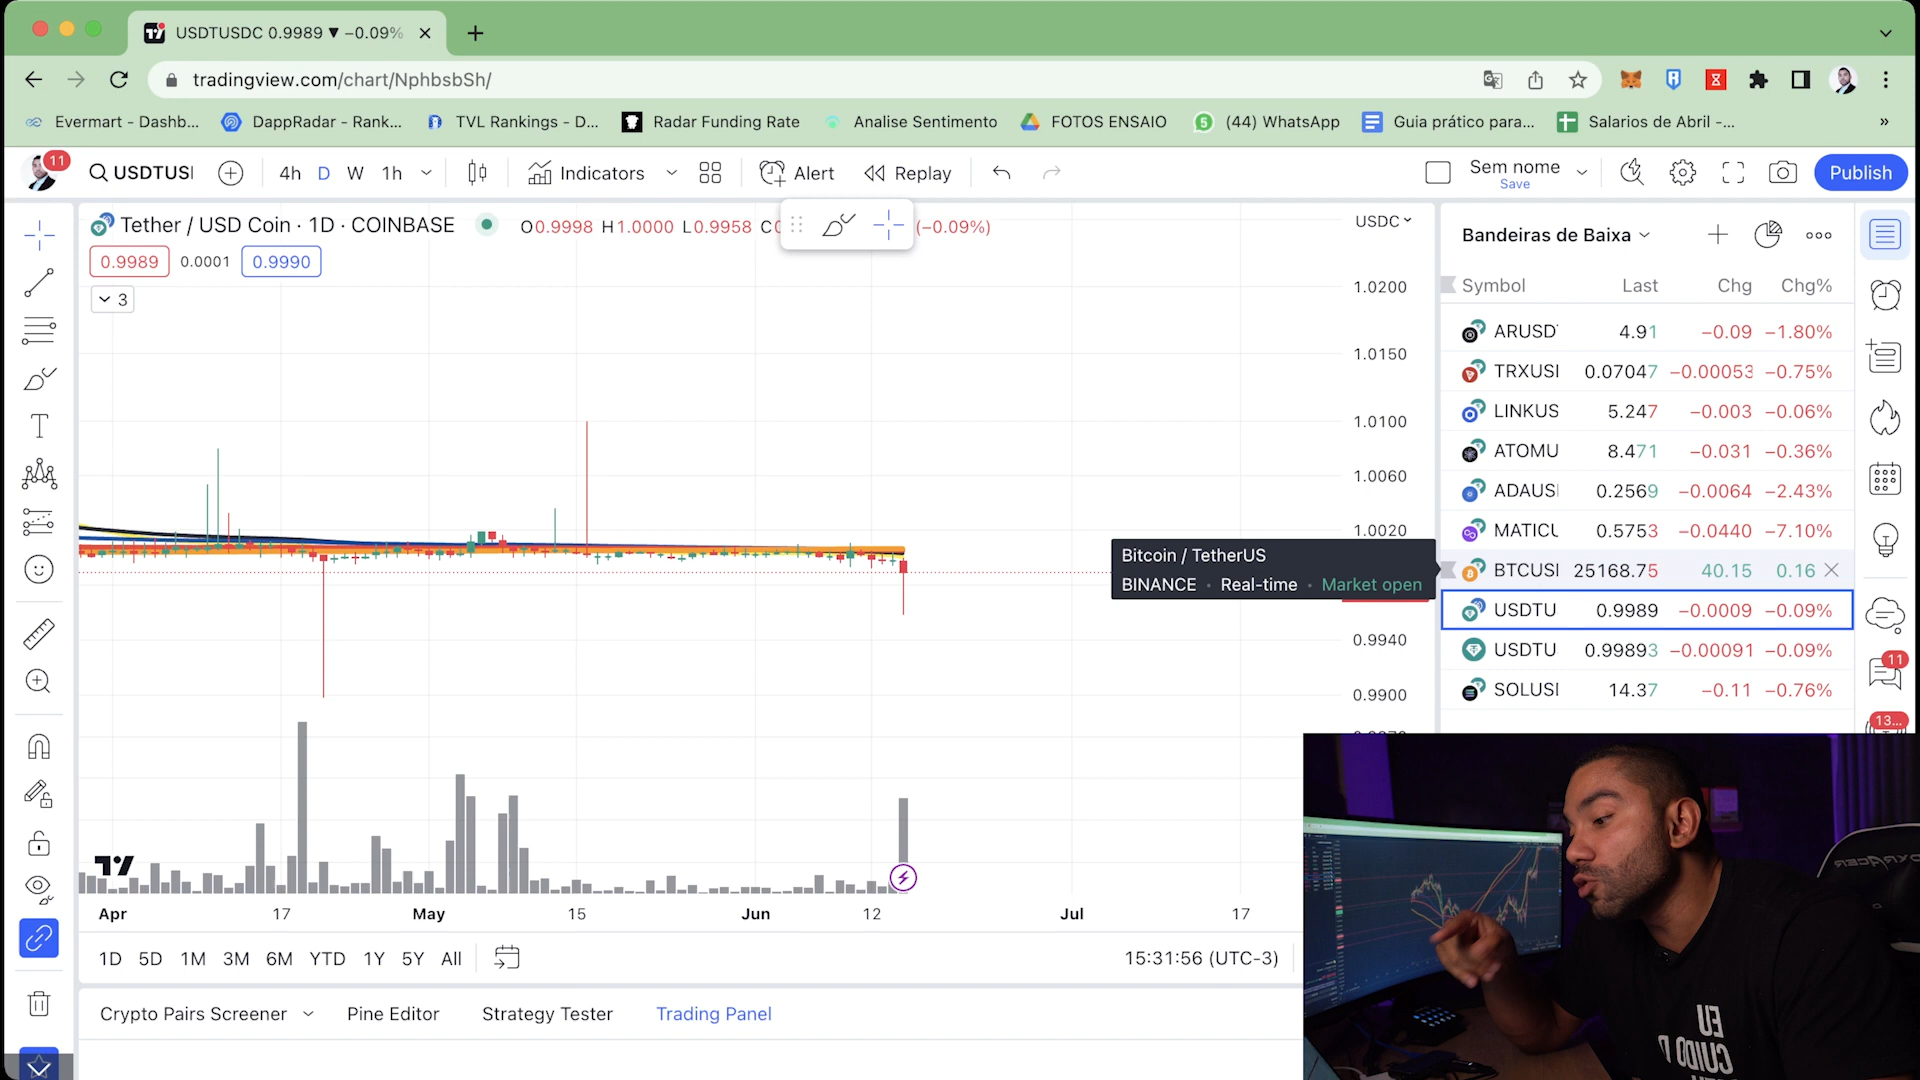 USDTUSDC 0.9989 ▼ −0.09%
tradingview.com/chart/NphbsbSh/
Evermart - Dashb...
DappRadar - Rank...
TVL Rankings - D...
Radar Funding Rate
Analise Sentimento
FOTOS ENSAIO
(44) WhatsApp
Guia prático para...
Salarios de Abril -...
»
11
USDTUS
4h D W 1h
Indicators
Alert
Replay
Sem nome
Save
Publish
Tether / USD Coin · 1D · COINBASE
O0.9998 H1.0000 L0.9958 C (−0.09%)
USDC
0.9989 0.0001 0.9990
3
1.0200
1.0150
1.0100
1.0060
1.0020
0.9940
0.9900
Bitcoin / TetherUS
BINANCE · Real-time · Market open
Bandeiras de Baixa
Symbol Last Chg Chg%
ARUSD 4.91 −0.09 −1.80%
TRXUSI 0.07047 −0.00053 −0.75%
LINKUS 5.247 −0.003 −0.06%
ATOMU 8.471 −0.031 −0.36%
ADAUS 0.2569 −0.0064 −2.43%
MATICU 0.5753 −0.0440 −7.10%
BTCUSI 25168.75 40.15 0.16
USDTU 0.9989 −0.0009 −0.09%
USDTU 0.99893 −0.00091 −0.09%
SOLUSI 14.37 −0.11 −0.76%
11
13...
Apr 17 May 15 Jun 12 Jul 17
1D 5D 1M 3M 6M YTD 1Y 5Y All
15:31:56 (UTC-3)
Crypto Pairs Screener Pine Editor Strategy Tester Trading Panel
EU
CUIDO D